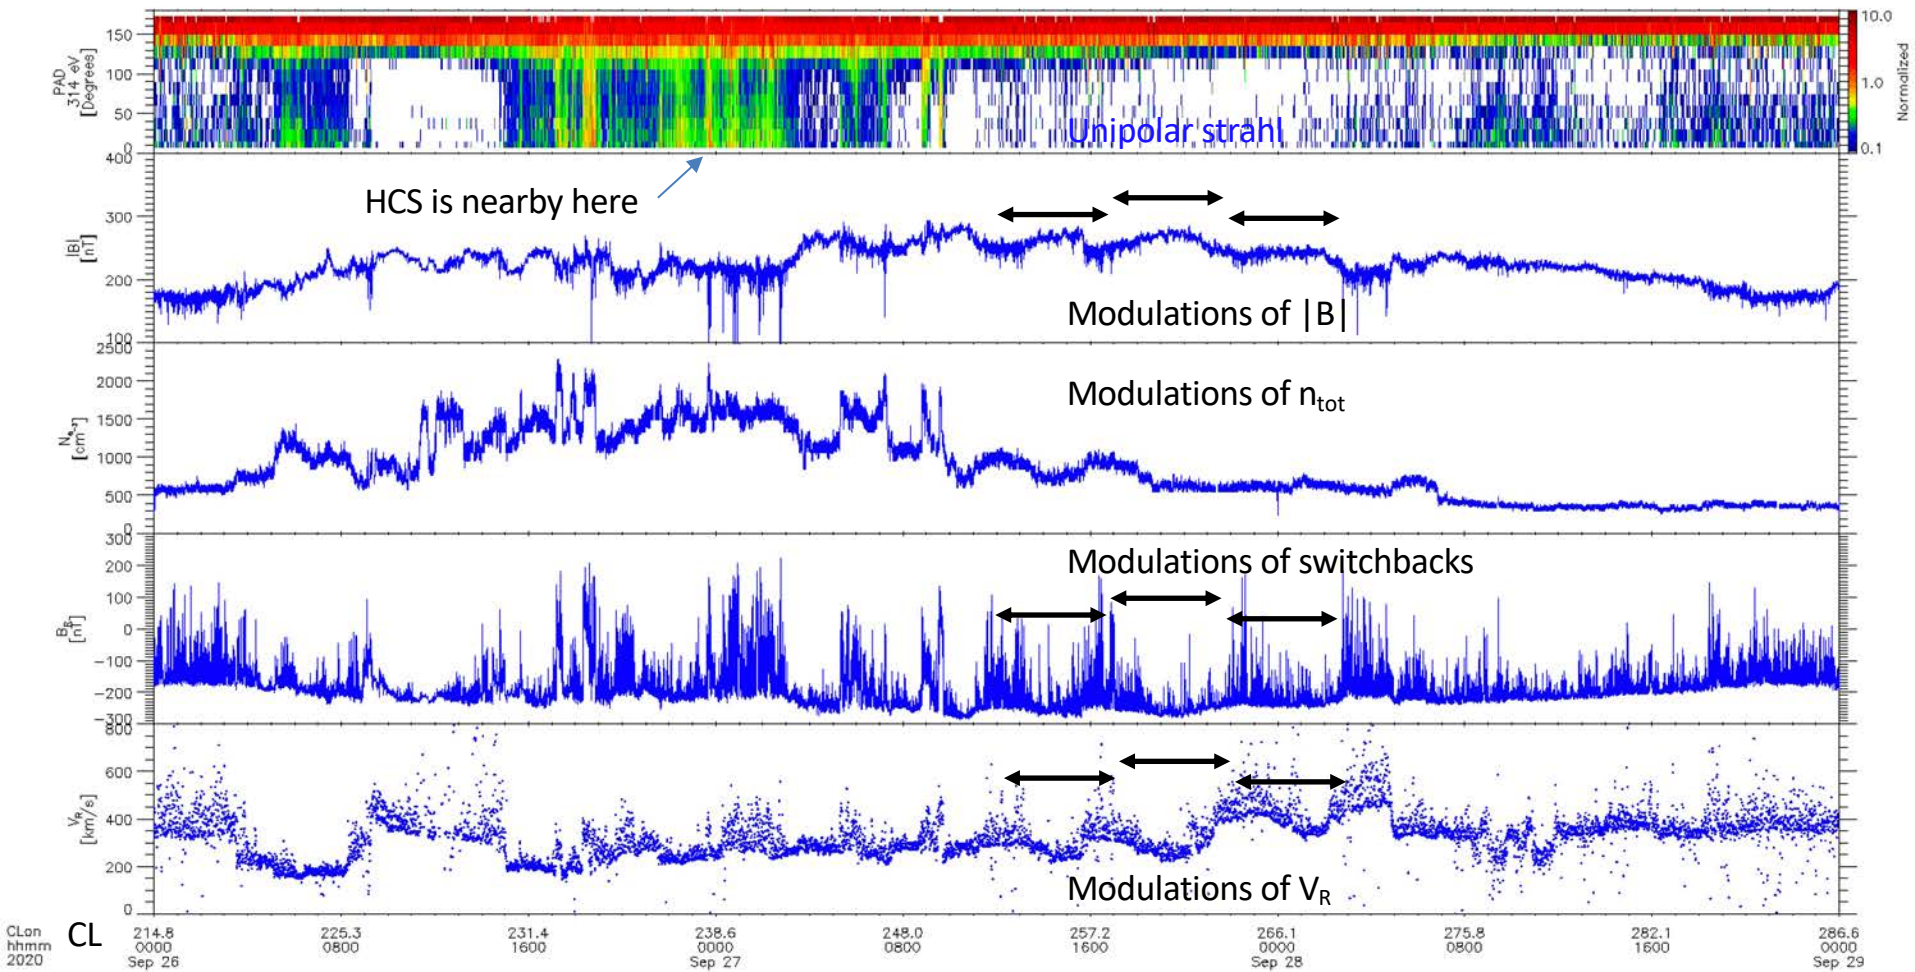 150
100
50
0
PAD
314 eV
[Degrees]
10.0
1.0
0.1
Normalized
Unipolar strahl
HCS is nearby here
400
300
200
100
|B|
[nT]
Modulations of |B|
2500
2000
1500
1000
500
0
[cm⁻³]
Modulations of n_tot
300
200
100
0
−100
−200
−300
[nT]
Modulations of switchbacks
800
600
400
200
0
V_R
[km/s]
Modulations of V_R
CLon
hhmm
2020
CL
214.8 225.3 231.4 238.6 248.0 257.2 266.1 275.8 282.1 286.6
0000 0800 1600 0000 0800 1600 0000 0800 1600 0000
Sep 26 Sep 27 Sep 28 Sep 29